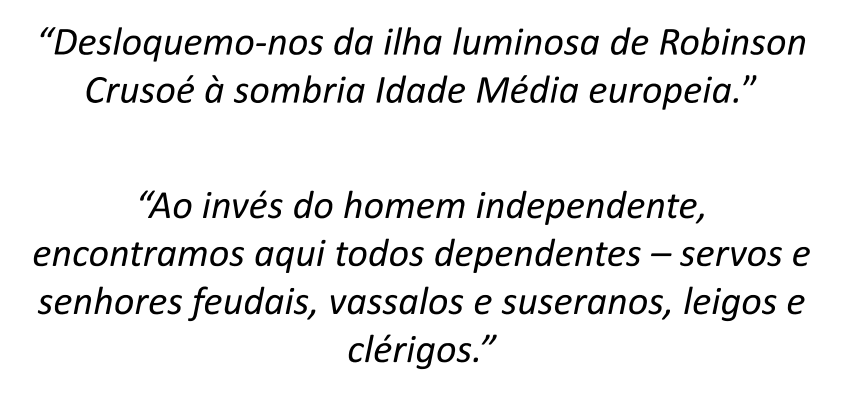 “Desloquemo-nos da ilha luminosa de Robinson
Crusoé à sombria Idade Média europeia.”
“Ao invés do homem independente,
encontramos aqui todos dependentes – servos e
senhores feudais, vassalos e suseranos, leigos e
clérigos.”